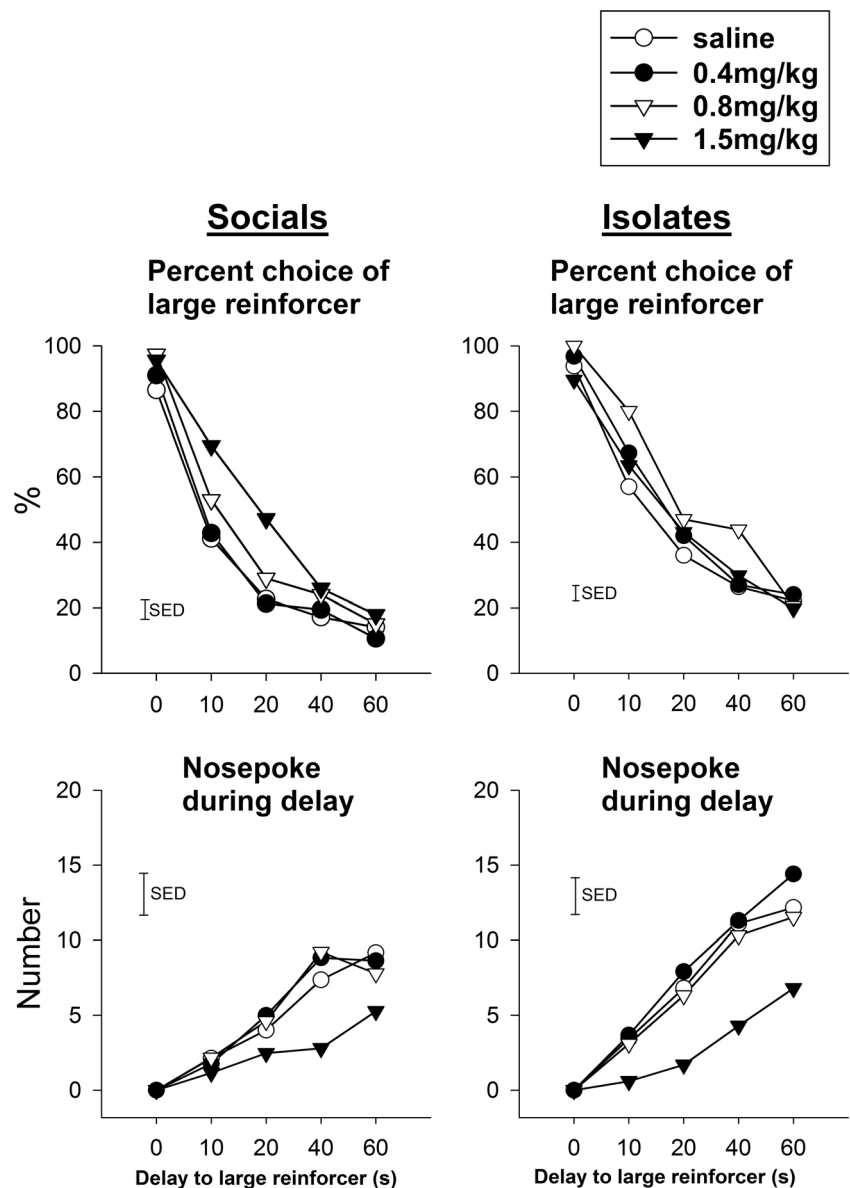 saline
0.4mg/kg
0.8mg/kg
1.5mg/kg
Socials
Isolates
Percent choice of
large reinforcer
Percent choice of
large reinforcer
100
80
60
40
20
0
%
SED
0 10 20 40 60
100
80
60
40
20
0
SED
0 10 20 40 60
Nosepoke
during delay
Nosepoke
during delay
20
15
10
5
0
Number
SED
0 10 20 40 60
Delay to large reinforcer (s)
20
15
10
5
0
SED
0 10 20 40 60
Delay to large reinforcer (s)